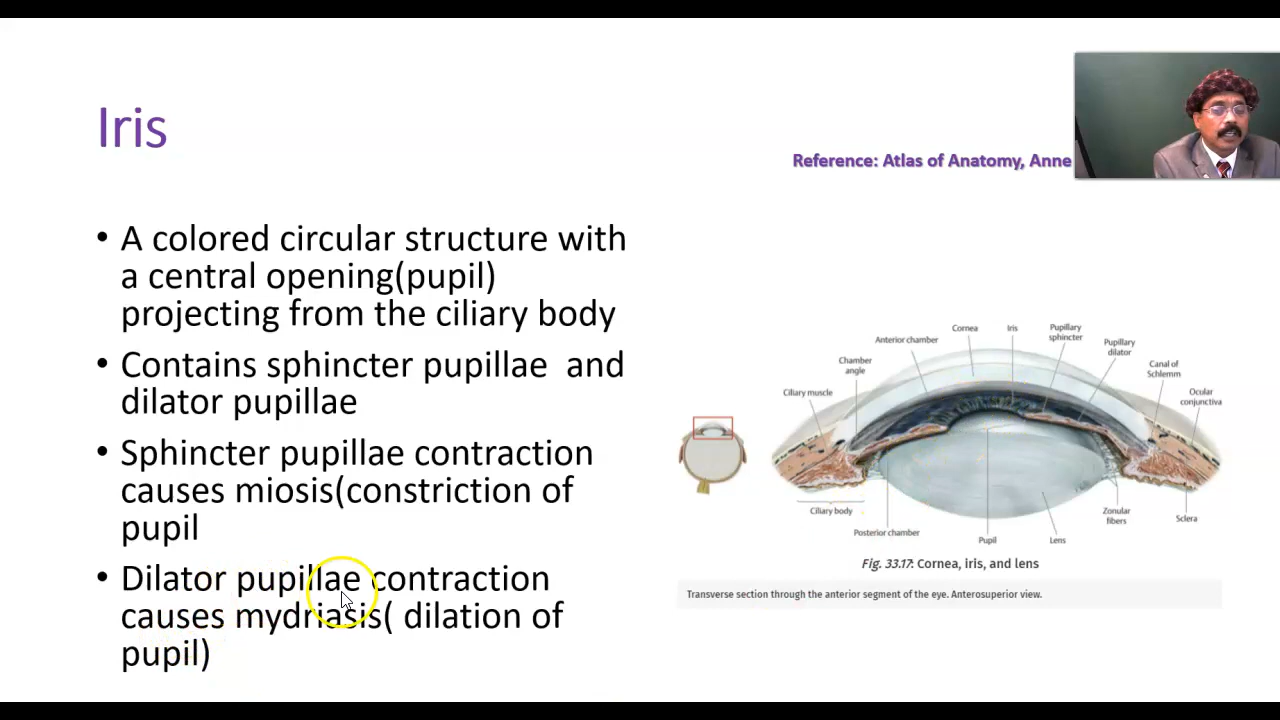 Iris
Reference: Atlas of Anatomy, Anne
• A colored circular structure with
a central opening(pupil)
projecting from the ciliary body
• Contains sphincter pupillae and
dilator pupillae
• Sphincter pupillae contraction
causes miosis(constriction of
pupil
• Dilator pupillae contraction
causes mydriasis( dilation of
pupil)
Cornea
Iris
Pupillary
sphincter
Anterior chamber
Pupillary
dilator
Chamber
angle
Canal of
Schlemm
Ciliary muscle
Ocular
conjunctiva
Ciliary body
Zonular
fibers
Sclera
Posterior chamber
Pupil
Lens
Fig. 33.17: Cornea, iris, and lens
Transverse section through the anterior segment of the eye. Anterosuperior view.